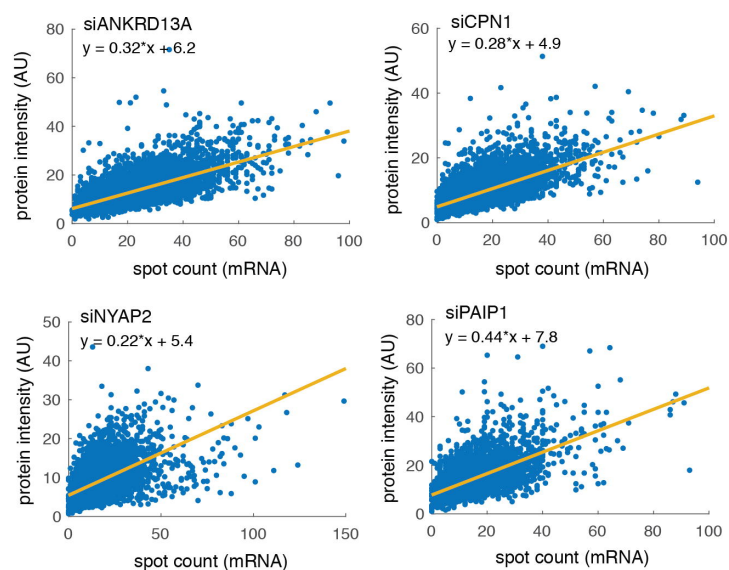 siANKRD13A
y = 0.32*x + 6.2
protein intensity (AU)
80
60
40
20
0
0 20 40 60 80 100
spot count (mRNA)
siCPN1
y = 0.28*x + 4.9
protein intensity (AU)
60
40
20
0
0 20 40 60 80 100
spot count (mRNA)
siNYAP2
y = 0.22*x + 5.4
protein intensity (AU)
50
40
30
20
10
0
0 50 100 150
spot count (mRNA)
siPAIP1
y = 0.44*x + 7.8
protein intensity (AU)
80
60
40
20
0
0 20 40 60 80 100
spot count (mRNA)